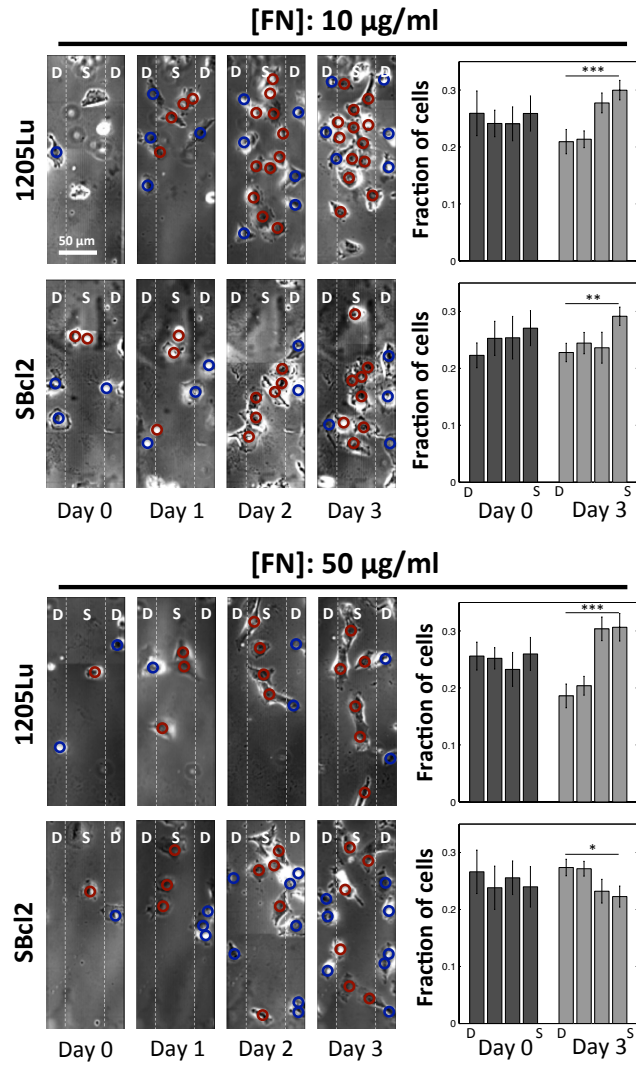 [FN]: 10 µg/ml
1205Lu
D S D
D S D
D S D
D S D
50 µm
Fraction of cells
0.3
0.2
0.1
0
***
SBcl2
D S D
D S D
D S D
D S D
Fraction of cells
0.3
0.2
0.1
0
**
D S D S
Day 0 Day 1 Day 2 Day 3 Day 0 Day 3
[FN]: 50 µg/ml
1205Lu
D S D
D S D
D S D
D S D
Fraction of cells
0.3
0.2
0.1
0
***
SBcl2
D S D
D S D
D S D
D S D
Fraction of cells
0.3
0.2
0.1
0
*
D S D S
Day 0 Day 1 Day 2 Day 3 Day 0 Day 3